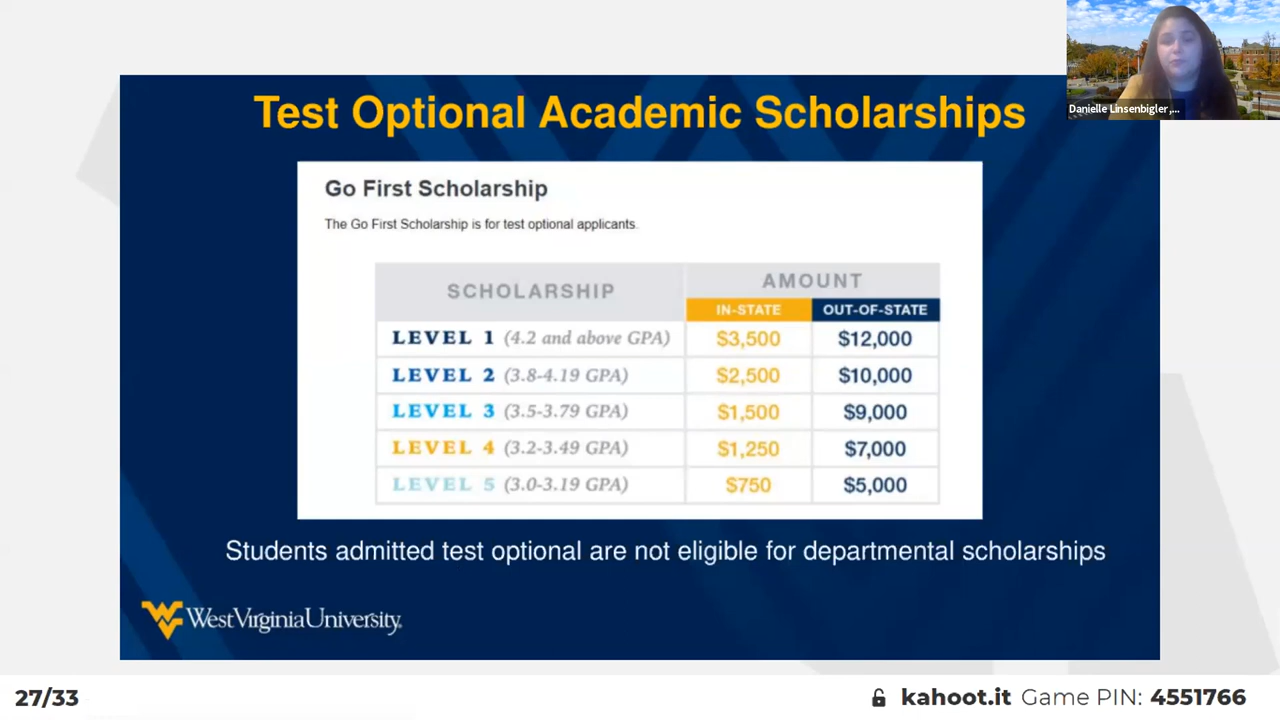 Danielle Linsenbigler,...
Test Optional Academic Scholarships
Go First Scholarship
The Go First Scholarship is for test optional applicants.
SCHOLARSHIP AMOUNT
IN-STATE OUT-OF-STATE
LEVEL 1 (4.2 and above GPA) $3,500 $12,000
LEVEL 2 (3.8-4.19 GPA) $2,500 $10,000
LEVEL 3 (3.5-3.79 GPA) $1,500 $9,000
LEVEL 4 (3.2-3.49 GPA) $1,250 $7,000
LEVEL 5 (3.0-3.19 GPA) $750 $5,000
Students admitted test optional are not eligible for departmental scholarships
WV WestVirginiaUniversity.
27/33 kahoot.it Game PIN: 4551766